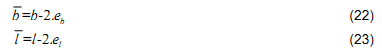 b̅=b-2.e_b (22)
l̅=l-2.e_l (23)